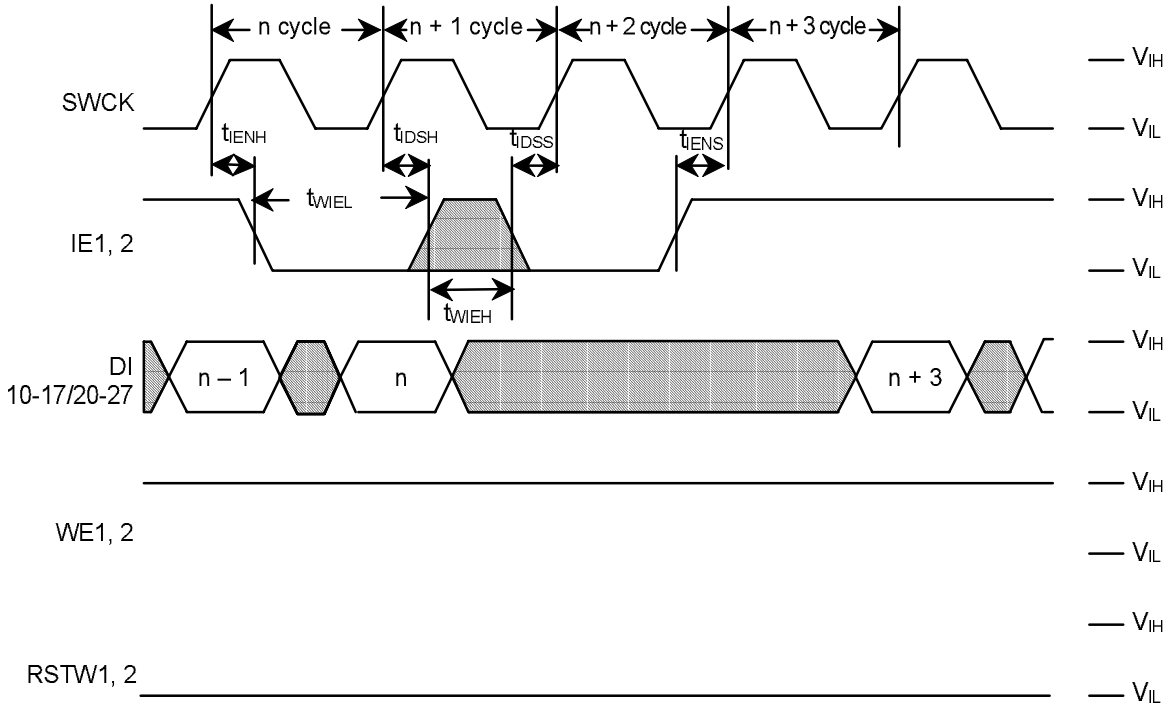 n cycle n + 1 cycle n + 2 cycle n + 3 cycle
SWCK
VIH
VIL
tIENH tIDSH tIDSS tIENS
tWIEL
IE1, 2
VIH
VIL
tWIEH
DI
10-17/20-27
n – 1 n n + 3
VIH
VIL
WE1, 2
VIH
VIL
RSTW1, 2
VIH
VIL